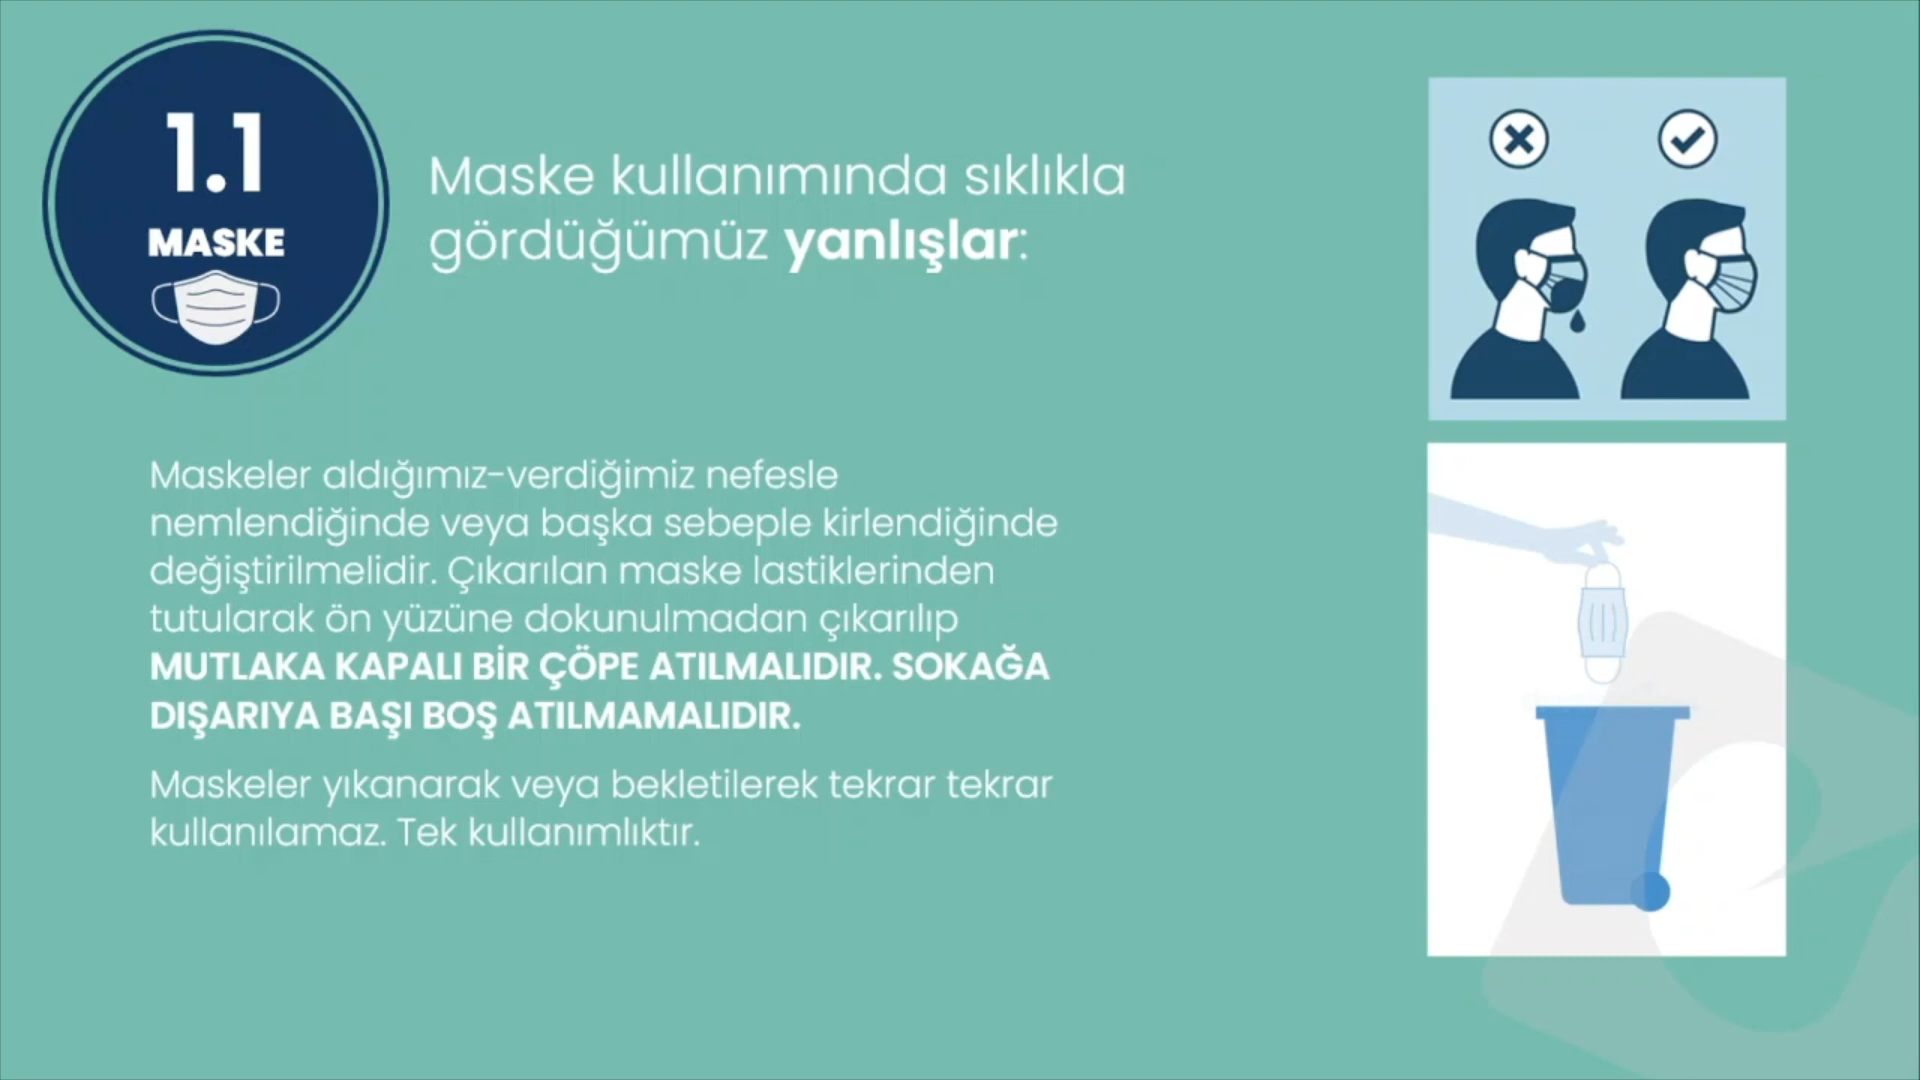 1.1
MASKE
Maske kullanımında sıklıkla
gördüğümüz yanlışlar:
Maskeler aldığımız-verdiğimiz nefesle
nemlendiğinde veya başka sebeple kirlendiğinde
değiştirilmelidir. Çıkarılan maske lastiklerinden
tutularak ön yüzüne dokunulmadan çıkarılıp
MUTLAKA KAPALI BİR ÇÖPE ATILMALIDIR. SOKAĞA
DIŞARIYA BAŞI BOŞ ATILMAMALIDIR.
Maskeler yıkanarak veya bekletilerek tekrar tekrar
kullanılamaz. Tek kullanımlıktır.